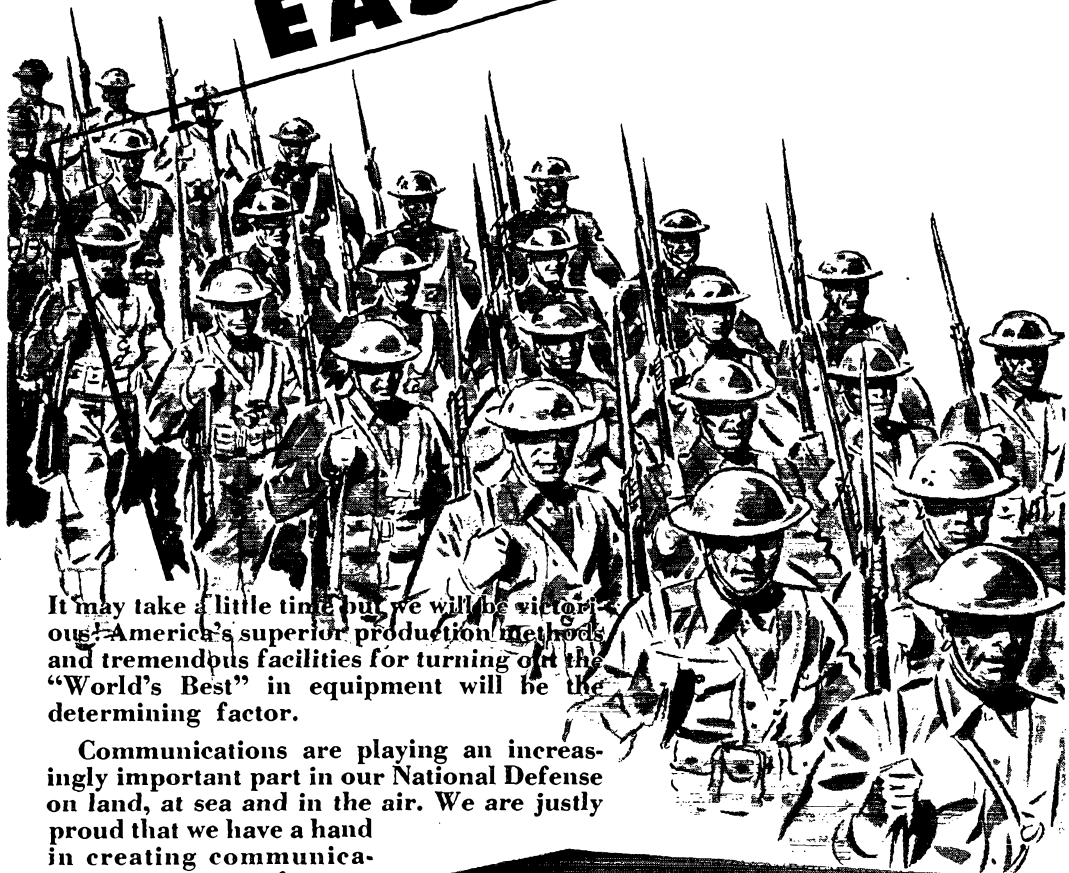 EAS
It may take a little time but we will be victori-
ous! America's superior production methods
and tremendous facilities for turning out the
"World's Best" in equipment will be the
determining factor.
Communications are playing an increas-
ingly important part in our National Defense
on land, at sea and in the air. We are justly
proud that we have a hand
in creating communica-